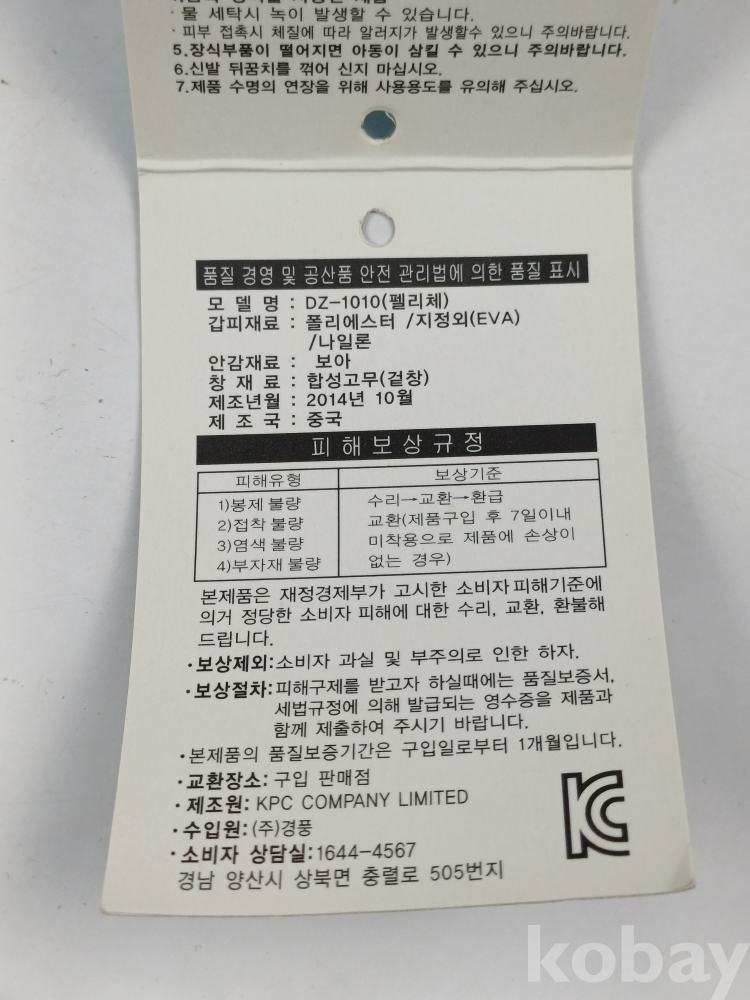 · 물 세탁시 녹이 발생할 수 있습니다.
· 피부 접촉시 체질에 따라 알러지가 발생할수 있으니 주의바랍니다.
5.장식부품이 떨어지면 아동이 삼킬 수 있으니 주의바랍니다.
6.신발 뒤꿈치를 꺾어 신지 마십시오.
7.제품 수명의 연장을 위해 사용용도를 유의해 주십시오.
품질 경영 및 공산품 안전 관리법에 의한 품질 표시
모 델 명 : DZ-1010(펠리체)
갑피재료 : 폴리에스터 /지정외(EVA)
/나일론
안감재료 : 보아
창 재 료 : 합성고무(겉창)
제조년월 : 2014년 10월
제 조 국 : 중국
피 해 보 상 규 정
피해유형 보상기준
1)봉제 불량 수리→교환→환급
2)접착 불량 교환(제품구입 후 7일이내
3)염색 불량 미착용으로 제품에 손상이
4)부자재 불량 없는 경우)
본제품은 재정경제부가 고시한 소비자 피해기준에
의거 정당한 소비자 피해에 대한 수리, 교환, 환불해
드립니다.
· 보상제외:소비자 과실 및 부주의로 인한 하자.
· 보상절차:피해구제를 받고자 하실때에는 품질보증서,
세법규정에 의해 발급되는 영수증을 제품과
함께 제출하여 주시기 바랍니다.
· 본제품의 품질보증기간은 구입일로부터 1개월입니다.
· 교환장소: 구입 판매점
· 제조원: KPC COMPANY LIMITED
· 수입원: (주)경풍
· 소비자 상담실:1644-4567
경남 양산시 상북면 충렬로 505번지
KC
kobay